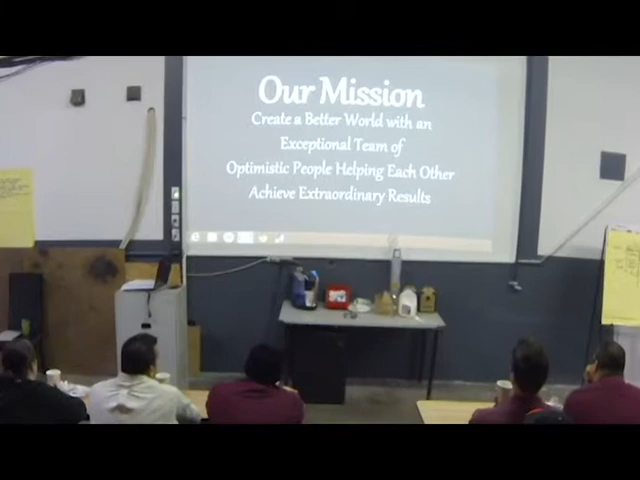 Our Mission
Create a Better World with an
Exceptional Team of
Optimistic People Helping Each Other
Achieve Extraordinary Results